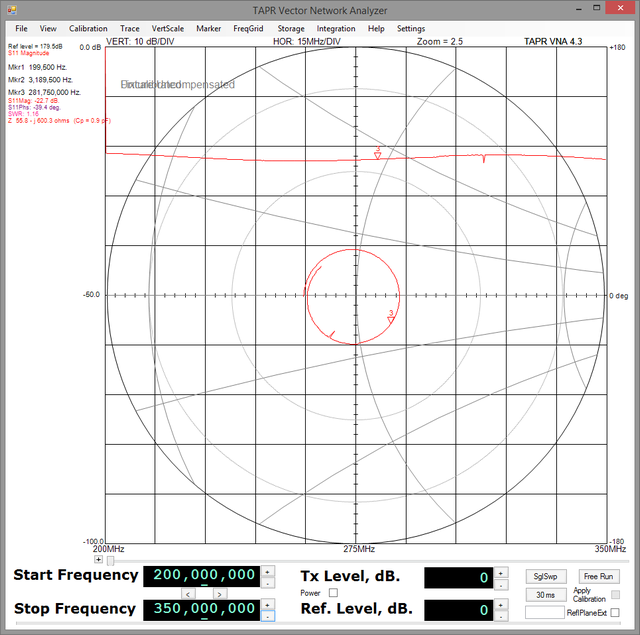 TAPR Vector Network Analyzer
File View Calibration Trace VertScale Marker FreqGrid Storage Integration Help Settings
Ref level = 179.5dB
0.0 dB
VERT: 10 dB/DIV
HOR: 15MHz/DIV
Zoom = 2.5
TAPR VNA 4.3
+180
S11 Magnitude
Mkr1 199,500 Hz.
Mkr2 3,189,500 Hz.
Mkr3 281,750,000 Hz.
S11Mag: -22.7 dB.
S11Phs: -39.4 deg.
SWR: 1.16
Z 55.8 - j 600.3 ohms (Cp = 0.9 pF)
3
-50.0
0 deg
3
-100.0
-180
200MHz
275MHz
350MHz
+
Start Frequency
200,000,000
+
-
Tx Level, dB.
0
+
-
SglSwp
Free Run
< >
Power
30 ms
Apply
Calibration
Stop Frequency
350,000,000
+
-
Ref. Level, dB.
0
+
-
ReflPlaneExt